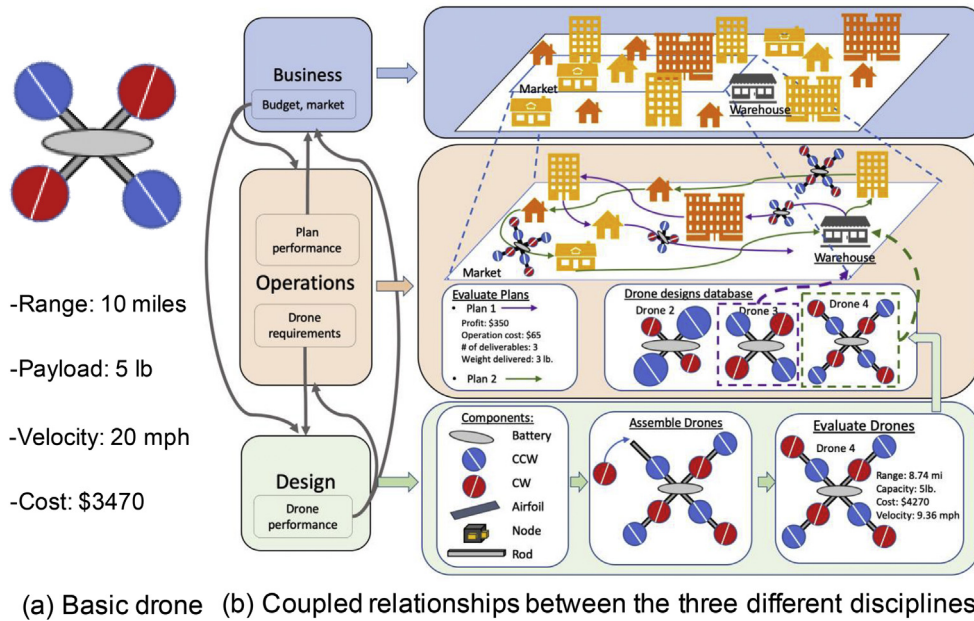 -Range: 10 miles
-Payload: 5 lb
-Velocity: 20 mph
-Cost: $3470
(a) Basic drone
Business
Budget, market
Plan
performance
Operations
Drone
requirements
Design
Drone
performance
Market
Warehouse
Market
Warehouse
Evaluate Plans
• Plan 1
Profit: $350
Operation cost: $65
# of deliverables: 3
Weight delivered: 3 lb.
• Plan 2
Drone designs database
Drone 2
Drone 3
Drone 4
Components:
Battery
CCW
CW
Airfoil
Node
Rod
Assemble Drones
Evaluate Drones
Drone 4
Range: 8.74 mi
Capacity: 5lb.
Cost: $4270
Velocity: 9.36 mph
(b) Coupled relationships between the three different disciplines